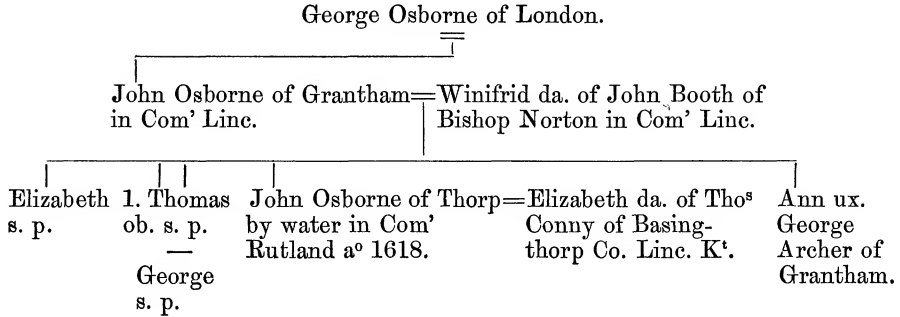 George Osborne of London.
John Osborne of Grantham=Winifrid da. of John Booth of
in Com' Linc.
Bishop Norton in Com' Linc.
Elizabeth
s. p.
1. Thomas
ob. s. p.
—
George
s. p.
John Osborne of Thorp=Elizabeth da. of Thoˢ
by water in Com'
Rutland aº 1618.
Conny of Basing-
thorp Co. Linc. Kᵗ.
Ann ux.
George
Archer of
Grantham.